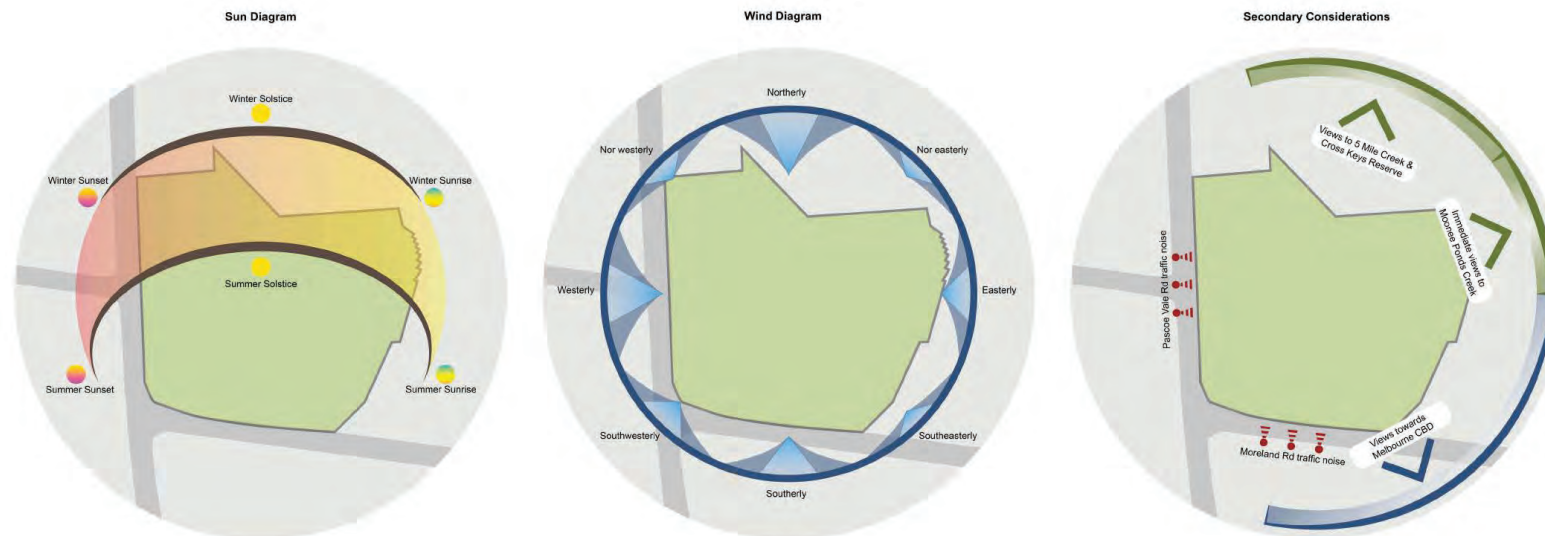 Sun Diagram
Winter Solstice
Winter Sunset
Winter Sunrise
Summer Solstice
Summer Sunset
Summer Sunrise
Wind Diagram
Northerly
Nor westerly
Nor easterly
Westerly
Easterly
Southwesterly
Southeasterly
Southerly
Secondary Considerations
Views to 5 Mile Creek &
Cross Keys Reserve
Immediate views to
Moonee Ponds Creek
Pascoe Vale Rd traffic noise
Views towards
Melbourne CBD
Moreland Rd traffic noise